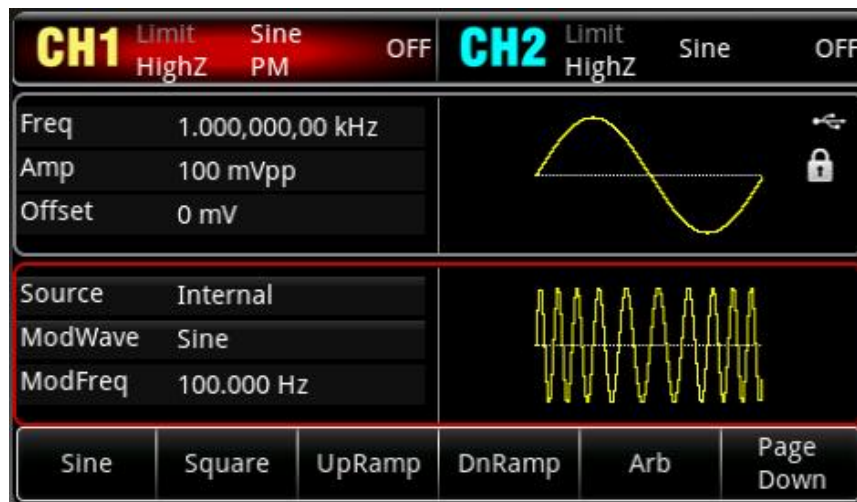 CH1 Limit Sine OFF CH2 Limit Sine OFF
HighZ PM HighZ
Freq 1.000,000,00 kHz
Amp 100 mVpp
Offset 0 mV
Source Internal
ModWave Sine
ModFreq 100.000 Hz
Sine Square UpRamp DnRamp Arb Page
Down